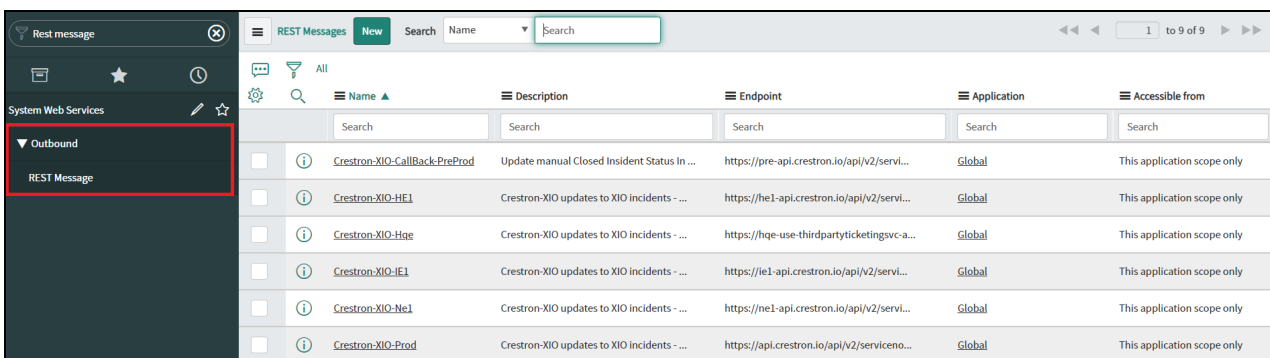 Rest message
REST Messages New Search Name Search 1 to 9 of 9
All
System Web Services
Name Description Endpoint Application Accessible from
Search Search Search Search Search
Outbound
REST Message
Crestron-XIO-CallBack-PreProd Update manual Closed Insident Status In ... https://pre-api.crestron.io/api/v2/servi... Global This application scope only
Crestron-XIO-HE1 Crestron-XIO updates to XIO incidents - ... https://he1-api.crestron.io/api/v2/servi... Global This application scope only
Crestron-XIO-Hqe Crestron-XIO updates to XIO incidents - ... https://hqe-use-thirdpartyticketingsvc-a... Global This application scope only
Crestron-XIO-IE1 Crestron-XIO updates to XIO incidents - ... https://ie1-api.crestron.io/api/v2/servi... Global This application scope only
Crestron-XIO-Ne1 Crestron-XIO updates to XIO incidents - ... https://ne1-api.crestron.io/api/v2/servi... Global This application scope only
Crestron-XIO-Prod Crestron-XIO updates to XIO incidents - ... https://api.crestron.io/api/v2/serviceno... Global This application scope only